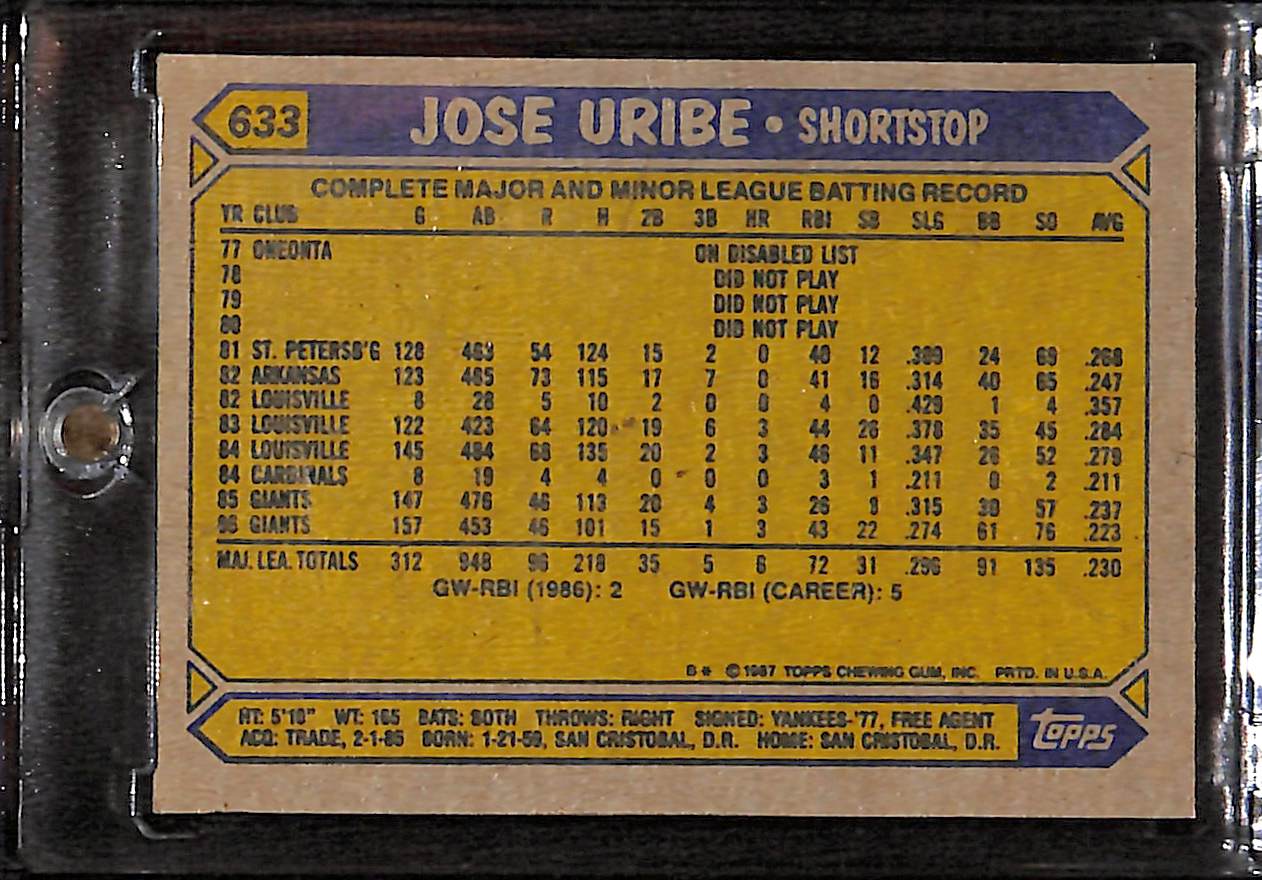 633 JOSE URIBE • SHORTSTOP
COMPLETE MAJOR AND MINOR LEAGUE BATTING RECORD
YR CLUB G AB R H 2B 3B HR RBI SB SLG BB SO AVG
77 ONEONTA ON DISABLED LIST
78 DID NOT PLAY
79 DID NOT PLAY
80 DID NOT PLAY
81 ST. PETERSB'G 128 463 54 124 15 2 0 40 12 .309 24 69 .268
82 ARKANSAS 123 465 73 115 17 7 0 41 16 .314 40 65 .247
82 LOUISVILLE 8 28 5 10 2 0 0 4 0 .429 1 4 .357
83 LOUISVILLE 122 423 64 120 19 6 3 44 26 .378 35 45 .284
84 LOUISVILLE 145 484 68 135 20 2 3 46 11 .347 26 52 .279
84 CARDINALS 8 19 4 4 0 0 0 3 1 .211 0 2 .211
85 GIANTS 147 476 46 113 20 4 3 26 8 .315 30 57 .237
86 GIANTS 157 453 46 101 15 1 3 43 22 .274 61 76 .223
MAJ. LEA. TOTALS 312 948 96 218 35 5 6 72 31 .296 91 135 .230
GW-RBI (1986): 2 GW-RBI (CAREER): 5
B* ©1987 TOPPS CHEWING GUM, INC. PRTD. IN U.S.A.
HT: 5'10" WT: 165 BATS: BOTH THROWS: RIGHT SIGNED: YANKEES-'77, FREE AGENT
ACQ: TRADE, 2-1-85 BORN: 1-21-59, SAN CRISTOBAL, D.R. HOME: SAN CRISTOBAL, D.R.
topps